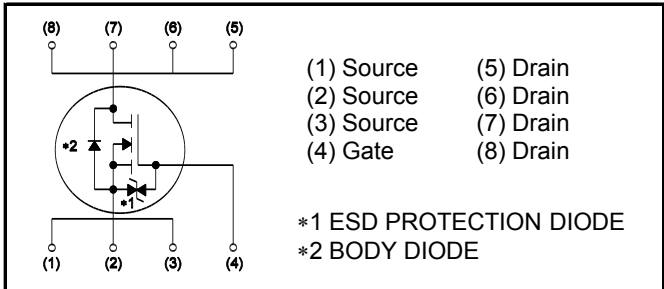 (8) (7) (6) (5)
(1) Source (5) Drain
(2) Source (6) Drain
(3) Source (7) Drain
(4) Gate (8) Drain
∗2
∗1
∗1 ESD PROTECTION DIODE
∗2 BODY DIODE
(1) (2) (3) (4)